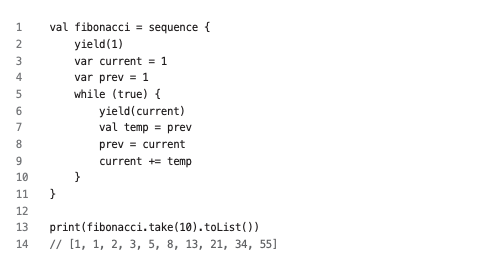 1 val fibonacci = sequence {
2 yield(1)
3 var current = 1
4 var prev = 1
5 while (true) {
6 yield(current)
7 val temp = prev
8 prev = current
9 current += temp
10 }
11 }
12
13 print(fibonacci.take(10).toList())
14 // [1, 1, 2, 3, 5, 8, 13, 21, 34, 55]